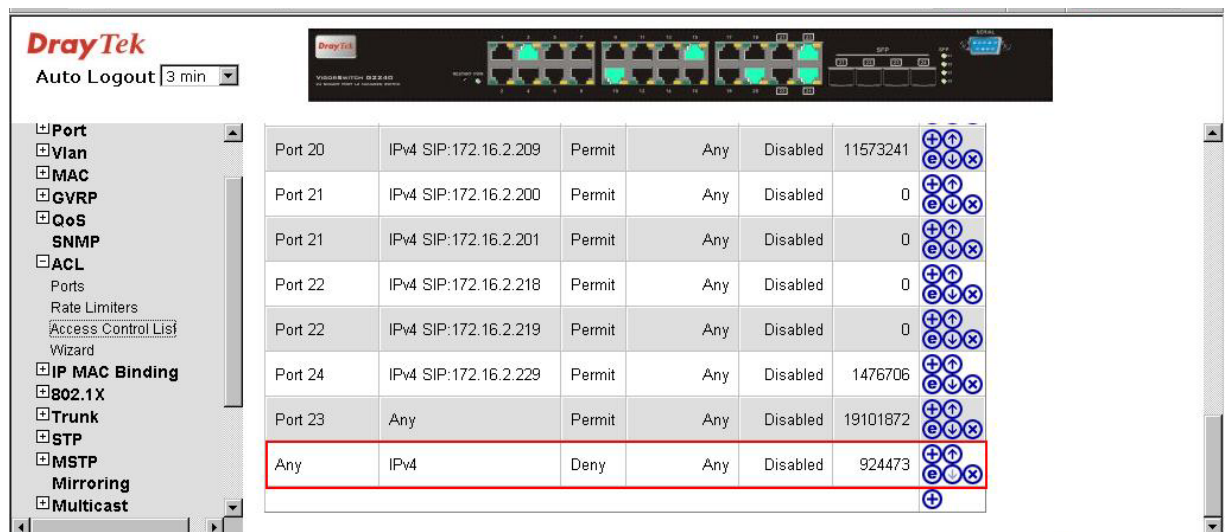 DrayTek
Auto Logout 3 min
DrayTek
VIGORSWITCH G2240
SFP
SERIAL
Port
Vlan
MAC
GVRP
QoS
SNMP
ACL
Ports
Rate Limiters
Access Control List
Wizard
IP MAC Binding
802.1X
Trunk
STP
MSTP
Mirroring
Multicast
Port 20 IPv4 SIP:172.16.2.209 Permit Any Disabled 11573241
Port 21 IPv4 SIP:172.16.2.200 Permit Any Disabled 0
Port 21 IPv4 SIP:172.16.2.201 Permit Any Disabled 0
Port 22 IPv4 SIP:172.16.2.218 Permit Any Disabled 0
Port 22 IPv4 SIP:172.16.2.219 Permit Any Disabled 0
Port 24 IPv4 SIP:172.16.2.229 Permit Any Disabled 1476706
Port 23 Any Permit Any Disabled 19101872
Any IPv4 Deny Any Disabled 924473